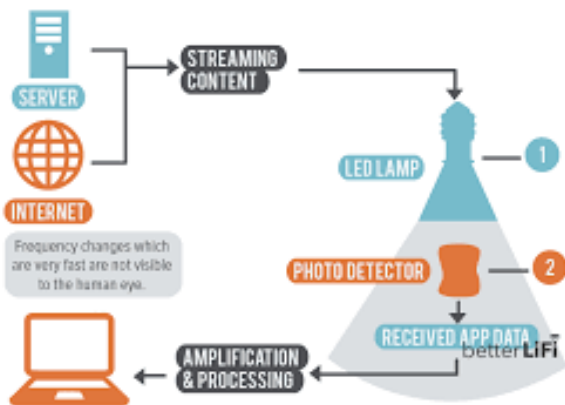 STREAMING
CONTENT
SERVER
LED LAMP
1
INTERNET
Frequency changes which
are very fast are not visible
to the human eye.
PHOTO DETECTOR
2
RECEIVED APP DATA
betterLiFi
AMPLIFICATION
& PROCESSING